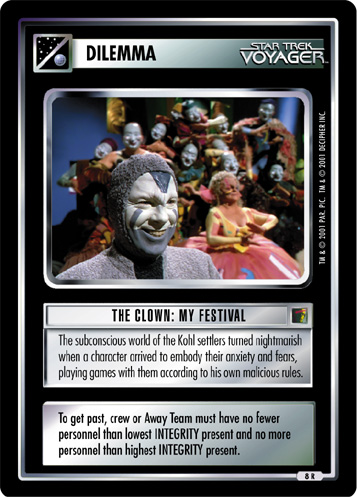 DILEMMA
STAR TREK
VOYAGER™
TM & © 2001 PAR. PIC. TM & © 2001 DECIPHER INC.
THE CLOWN: MY FESTIVAL
The subconscious world of the Kohl settlers turned nightmarish
when a character arrived to embody their anxiety and fears,
playing games with them according to his own malicious rules.
To get past, crew or Away Team must have no fewer
personnel than lowest INTEGRITY present and no more
personnel than highest INTEGRITY present.
8 R